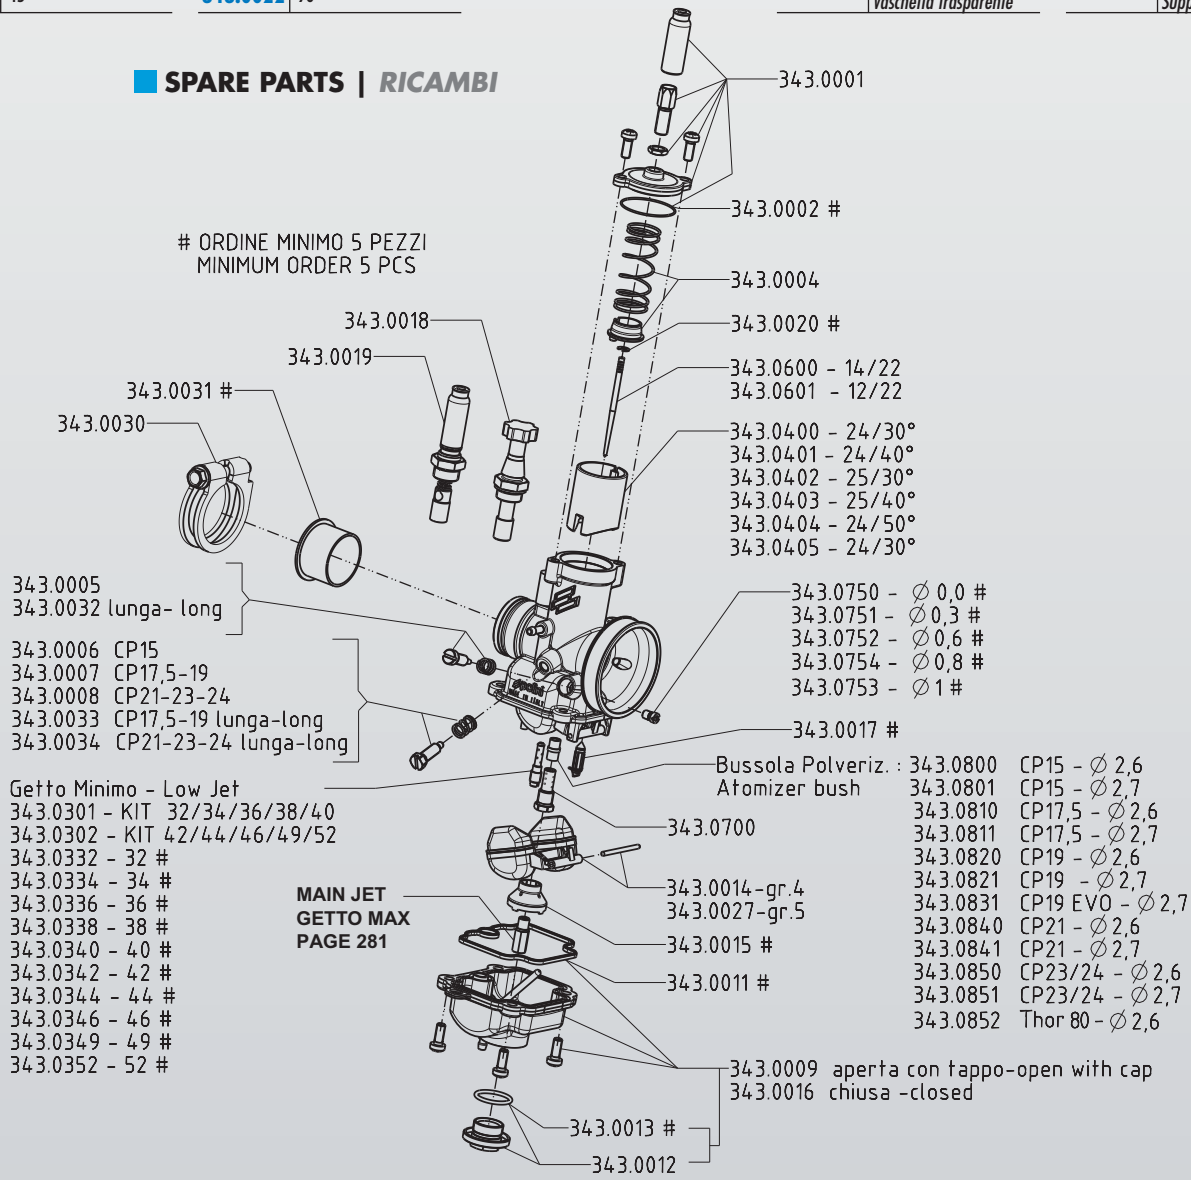 343.0022
Vaschetta Trasparente
SPARE PARTS | RICAMBI
343.0001
343.0002 #
# ORDINE MINIMO 5 PEZZI
MINIMUM ORDER 5 PCS
343.0004
343.0018
343.0020 #
343.0019
343.0600 - 14/22
343.0601 - 12/22
343.0031 #
343.0030
343.0400 - 24/30°
343.0401 - 24/40°
343.0402 - 25/30°
343.0403 - 25/40°
343.0404 - 24/50°
343.0405 - 24/30°
343.0005
343.0032 lunga- long
343.0006 CP15
343.0007 CP17,5-19
343.0008 CP21-23-24
343.0033 CP17,5-19 lunga-long
343.0034 CP21-23-24 lunga-long
343.0750 - Ø 0,0 #
343.0751 - Ø 0,3 #
343.0752 - Ø 0,6 #
343.0754 - Ø 0,8 #
343.0753 - Ø 1 #
polini
MADE IN ITALY
343.0017 #
Getto Minimo - Low Jet
343.0301 - KIT 32/34/36/38/40
343.0302 - KIT 42/44/46/49/52
343.0332 - 32 #
343.0334 - 34 #
343.0336 - 36 #
343.0338 - 38 #
343.0340 - 40 #
343.0342 - 42 #
343.0344 - 44 #
343.0346 - 46 #
343.0349 - 49 #
343.0352 - 52 #
Bussola Polveriz. : 343.0800 CP15 - Ø 2,6
Atomizer bush 343.0801 CP15 - Ø 2,7
343.0810 CP17,5 - Ø 2,6
343.0811 CP17,5 - Ø 2,7
343.0820 CP19 - Ø 2,6
343.0821 CP19 - Ø 2,7
343.0831 CP19 EVO - Ø 2,7
343.0840 CP21 - Ø 2,6
343.0841 CP21 - Ø 2,7
343.0850 CP23/24 - Ø 2,6
343.0851 CP23/24 - Ø 2,7
343.0852 Thor 80 - Ø 2,6
343.0700
343.0014-gr.4
343.0027-gr.5
MAIN JET
GETTO MAX
PAGE 281
343.0015 #
343.0011 #
343.0009 aperta con tappo-open with cap
343.0016 chiusa -closed
343.0013 #
343.0012